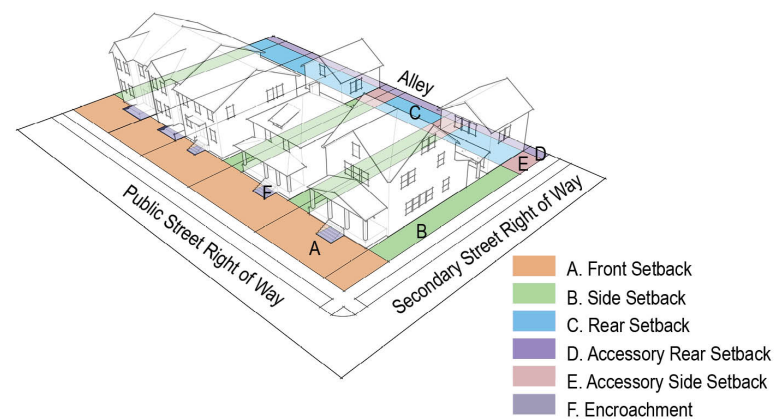 Alley
C
D
E
F
B
A
Public Street Right of Way
Secondary Street Right of Way
A. Front Setback
B. Side Setback
C. Rear Setback
D. Accessory Rear Setback
E. Accessory Side Setback
F. Encroachment